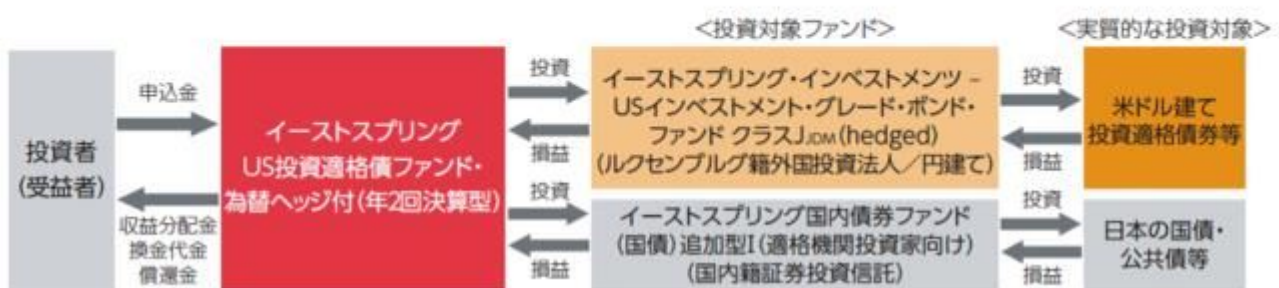 <投資対象ファンド>
<実質的な投資対象>
投資者
(受益者)
申込金
収益分配金
換金代金
償還金
イーストスプリング
US投資適格債ファンド・
為替ヘッジ付(年2回決算型)
投資
損益
投資
損益
イーストスプリング・インベストメンツ –
USインベストメント・グレード・ボンド・
ファンド クラスJJDM(hedged)
(ルクセンブルグ籍外国投資法人/円建て)
イーストスプリング国内債券ファンド
(国債)追加型I(適格機関投資家向け)
(国内籍証券投資信託)
投資
損益
投資
損益
米ドル建て
投資適格債券等
日本の国債・
公共債等